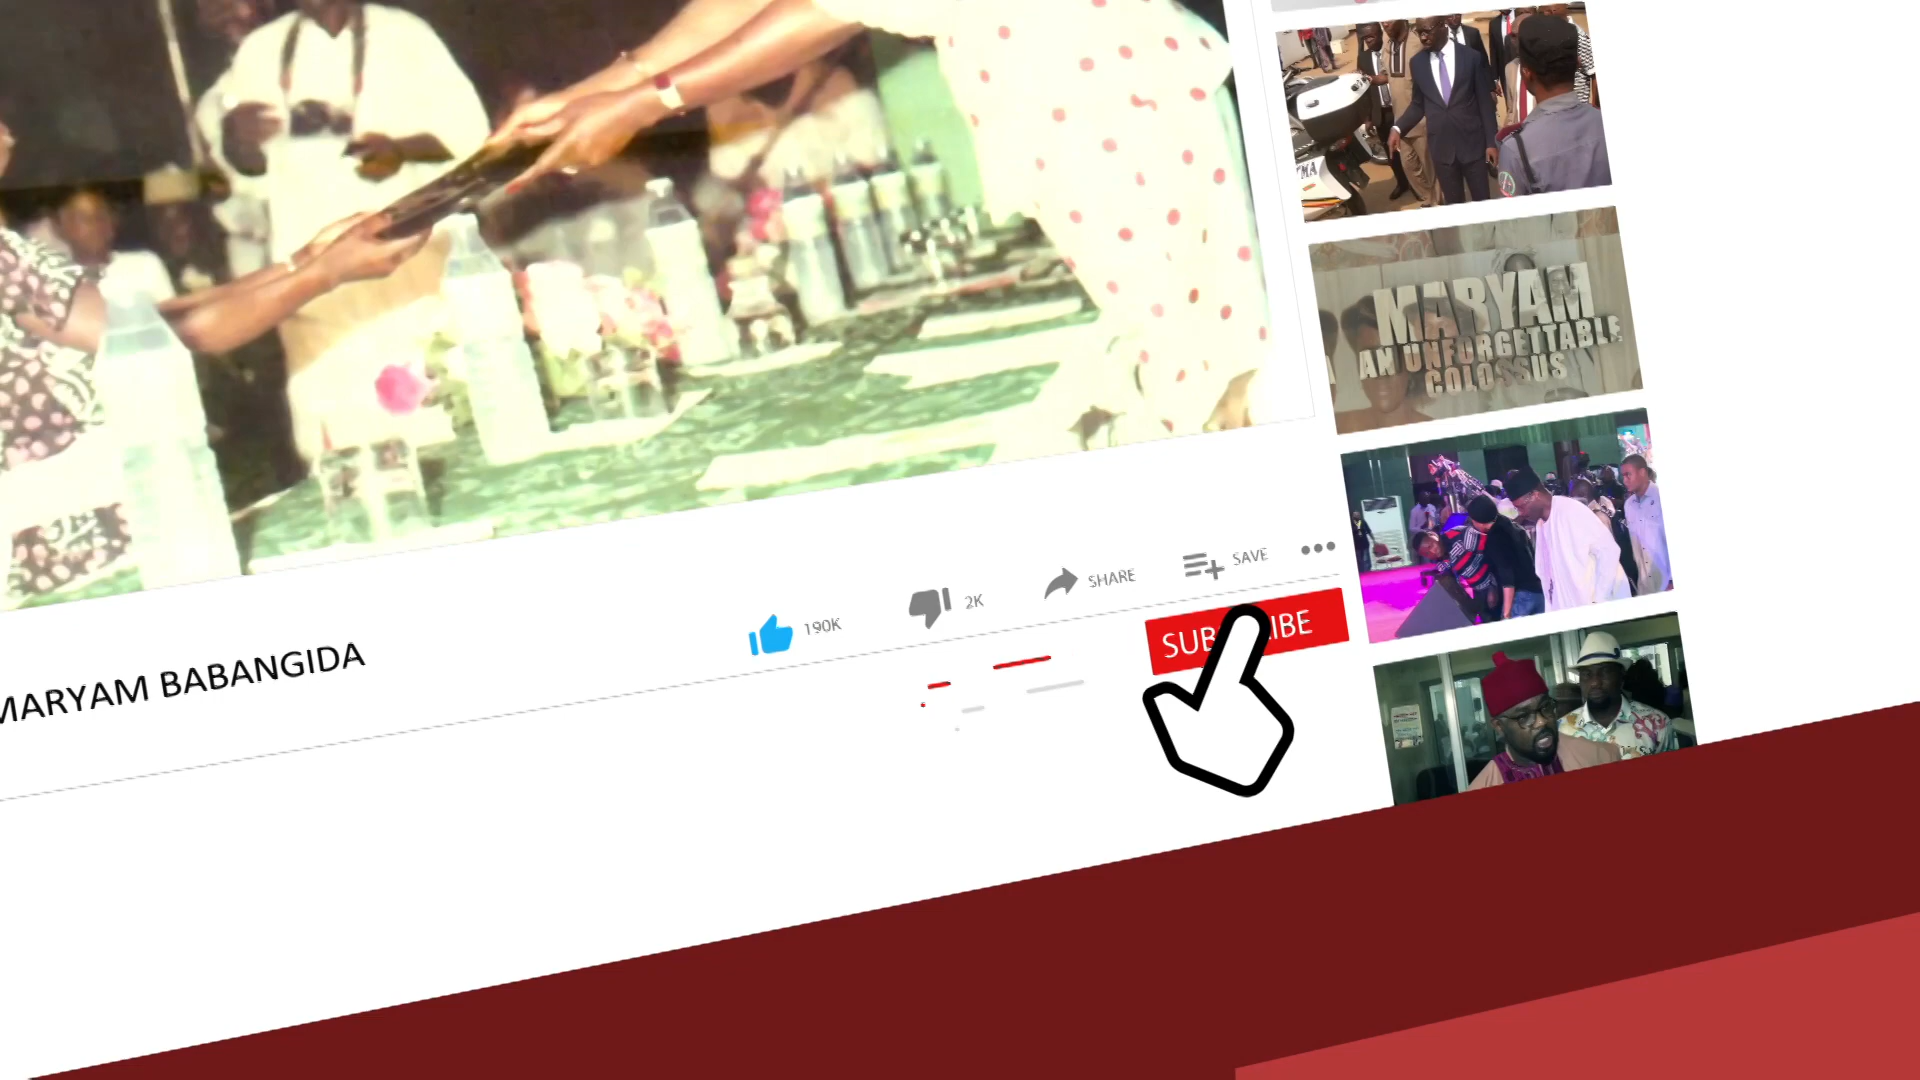 MARYAM
AN UNFORGETTABLE
COLOSSUS
MARYAM BABANGIDA
190K
2K
SHARE
SAVE